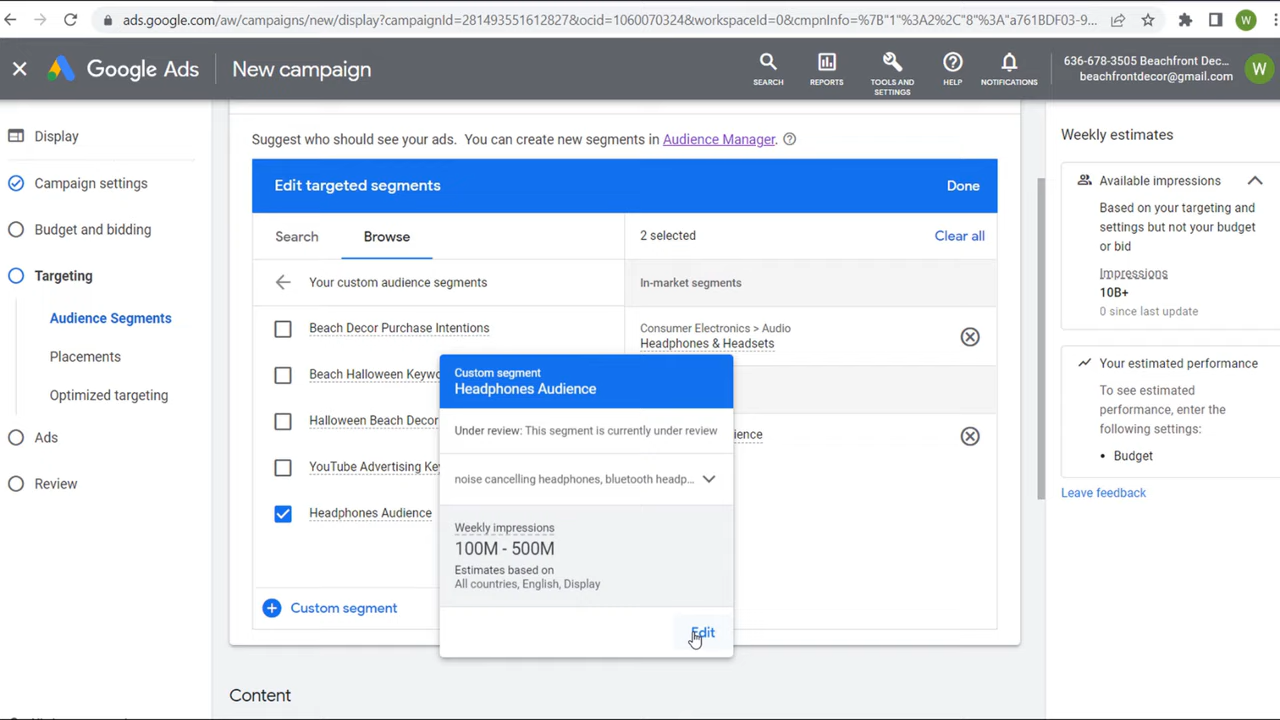 ads.google.com/aw/campaigns/new/display?campaignId=281493551612827&ocid=1060070324&workspaceId=0&cmpnInfo=%7B"1"%3A2%2C"8"%3A"a761BDF03-9...
W
Google Ads
New campaign
SEARCH
REPORTS
TOOLS AND
SETTINGS
HELP
NOTIFICATIONS
636-678-3505 Beachfront Dec...
beachfrontdecor@gmail.com
W
Display
Campaign settings
Budget and bidding
Targeting
Audience Segments
Placements
Optimized targeting
Ads
Review
Suggest who should see your ads. You can create new segments in Audience Manager.
Edit targeted segments
Done
Search
Browse
2 selected
Clear all
Your custom audience segments
In-market segments
Beach Decor Purchase Intentions
Consumer Electronics > Audio
Headphones & Headsets
Beach Halloween Keywo
Halloween Beach Decor
ience
YouTube Advertising Ke
Headphones Audience
Custom segment
Custom segment
Headphones Audience
Under review: This segment is currently under review
noise cancelling headphones, bluetooth headp...
Weekly impressions
100M - 500M
Estimates based on
All countries, English, Display
Edit
Content
Weekly estimates
Available impressions
Based on your targeting and
settings but not your budget
or bid
Impressions
10B+
0 since last update
Your estimated performance
To see estimated
performance, enter the
following settings:
• Budget
Leave feedback